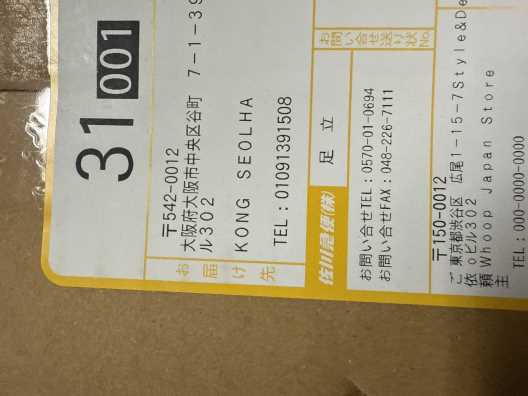 31 001
〒542-0012
大阪府大阪市中央区谷町 7-1-39
ル302
KONG SEOLHA
TEL:01091391508
お届け先
佐川急便(株)
足立
お問い合せ送り状No.
お問い合せTEL:0570-01-0694
お問い合せFAX:048-226-7111
〒150-0012
東京都渋谷区 広尾1-15-7Style&De
oビル302
Whoop Japan Store
TEL:000-0000-0000
ご依頼主